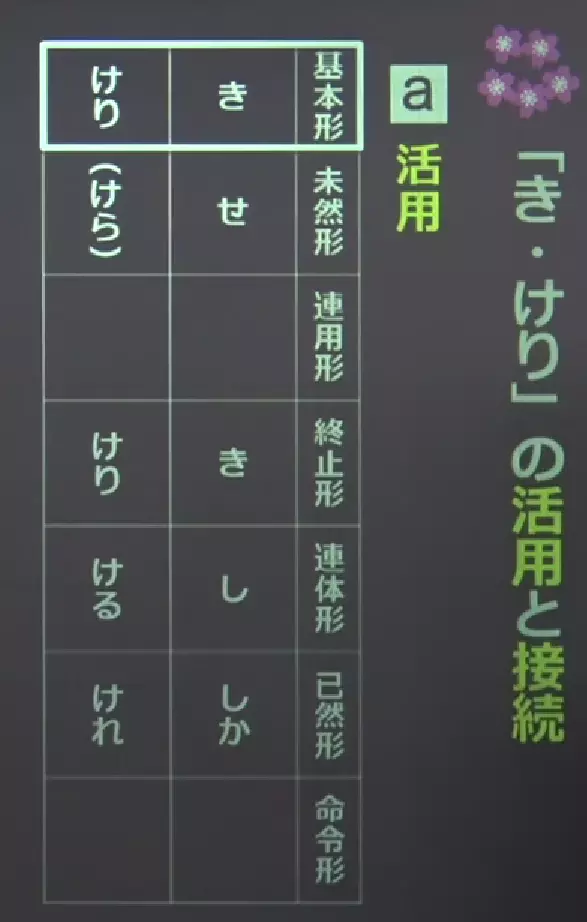 「き・けり」の活用と接続
a 活用
基本形 未然形 連用形 終止形 連体形 已然形 命令形
き せ き し しか
けり (けら) けり ける けれ